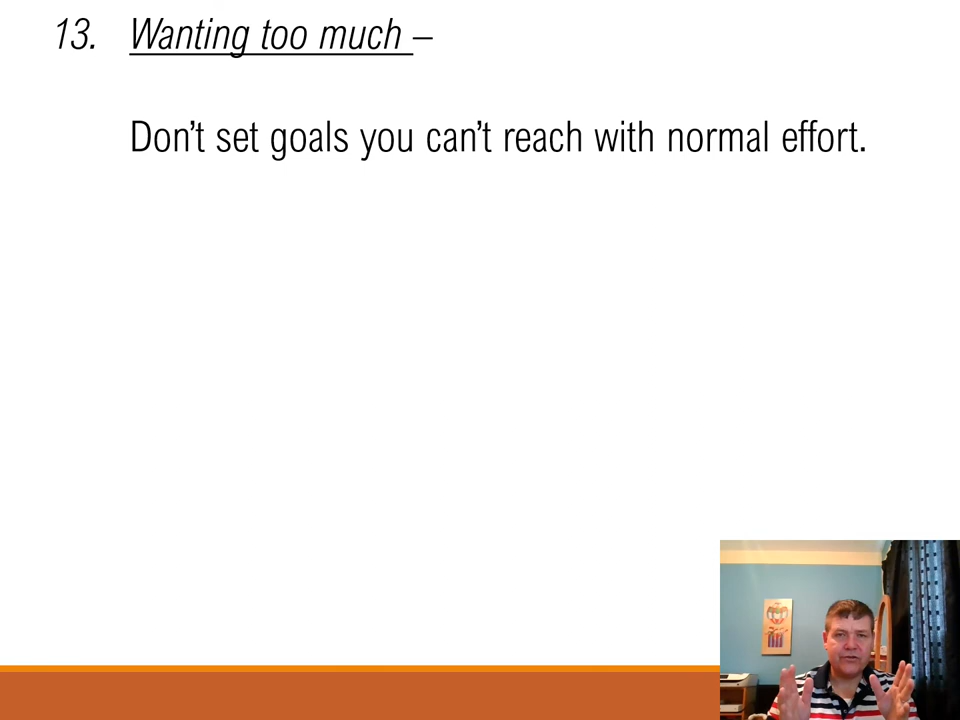 13. Wanting too much –
Don’t set goals you can’t reach with normal effort.